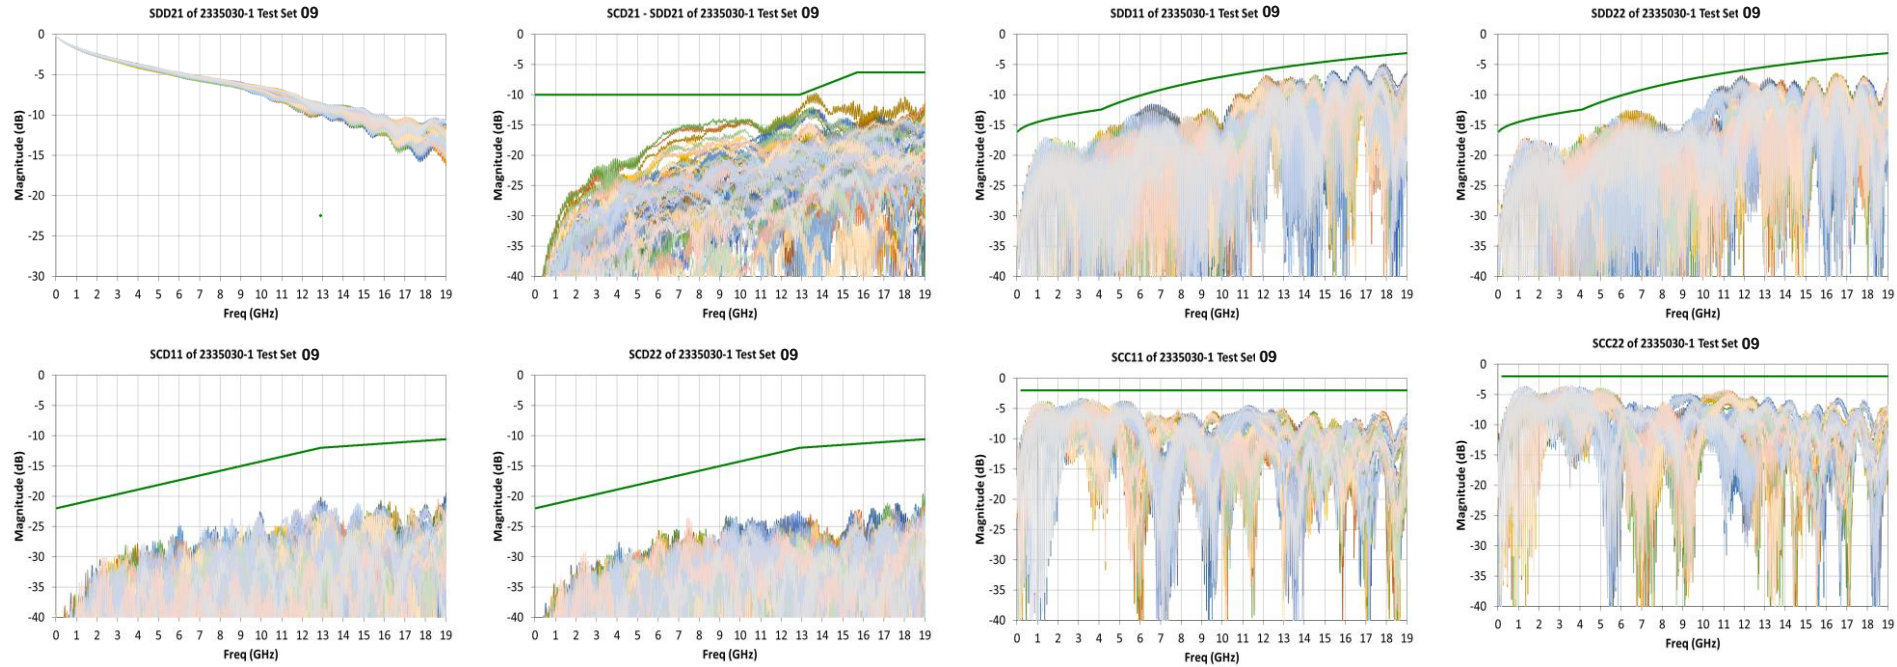 SDD21 of 2335030-1 Test Set 09
Magnitude (dB)
0
-5
-10
-15
-20
-25
-30
0 1 2 3 4 5 6 7 8 9 10 11 12 13 14 15 16 17 18 19
Freq (GHz)
SCD21 - SDD21 of 2335030-1 Test Set 09
Magnitude (dB)
0
-5
-10
-15
-20
-25
-30
-35
-40
0 1 2 3 4 5 6 7 8 9 10 11 12 13 14 15 16 17 18 19
Freq (GHz)
SDD11 of 2335030-1 Test Set 09
Magnitude (dB)
0
-5
-10
-15
-20
-25
-30
-35
-40
0 1 2 3 4 5 6 7 8 9 10 11 12 13 14 15 16 17 18 19
Freq (GHz)
SDD22 of 2335030-1 Test Set 09
Magnitude (dB)
0
-5
-10
-15
-20
-25
-30
-35
-40
0 1 2 3 4 5 6 7 8 9 10 11 12 13 14 15 16 17 18 19
Freq (GHz)
SCD11 of 2335030-1 Test Set 09
Magnitude (dB)
0
-5
-10
-15
-20
-25
-30
-35
-40
0 1 2 3 4 5 6 7 8 9 10 11 12 13 14 15 16 17 18 19
Freq (GHz)
SCD22 of 2335030-1 Test Set 09
Magnitude (dB)
0
-5
-10
-15
-20
-25
-30
-35
-40
0 1 2 3 4 5 6 7 8 9 10 11 12 13 14 15 16 17 18 19
Freq (GHz)
SCC11 of 2335030-1 Test Set 09
Magnitude (dB)
0
-5
-10
-15
-20
-25
-30
-35
-40
0 1 2 3 4 5 6 7 8 9 10 11 12 13 14 15 16 17 18 19
Freq (GHz)
SCC22 of 2335030-1 Test Set 09
Magnitude (dB)
0
-5
-10
-15
-20
-25
-30
-35
-40
0 1 2 3 4 5 6 7 8 9 10 11 12 13 14 15 16 17 18 19
Freq (GHz)